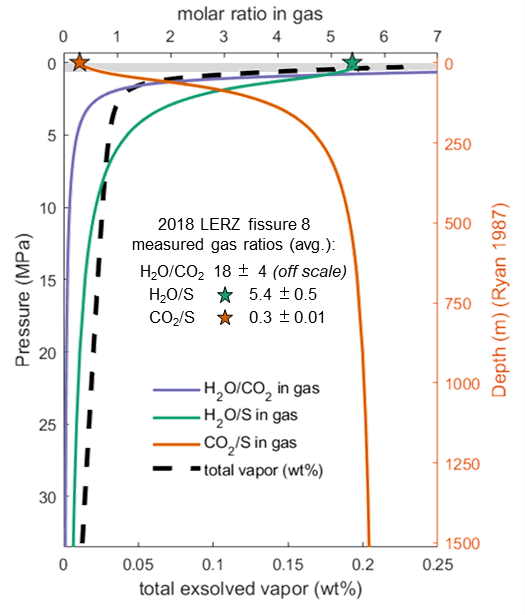 molar ratio in gas
0 1 2 3 4 5 6 7
0
5
10
15
20
25
30
Pressure (MPa)
0
250
500
750
1000
1250
1500
Depth (m) (Ryan 1987)
2018 LERZ fissure 8
measured gas ratios (avg.):
H₂O/CO₂ 18 ± 4 (off scale)
H₂O/S 5.4 ± 0.5
CO₂/S 0.3 ± 0.01
H₂O/CO₂ in gas
H₂O/S in gas
CO₂/S in gas
total vapor (wt%)
0 0.05 0.1 0.15 0.2 0.25
total exsolved vapor (wt%)